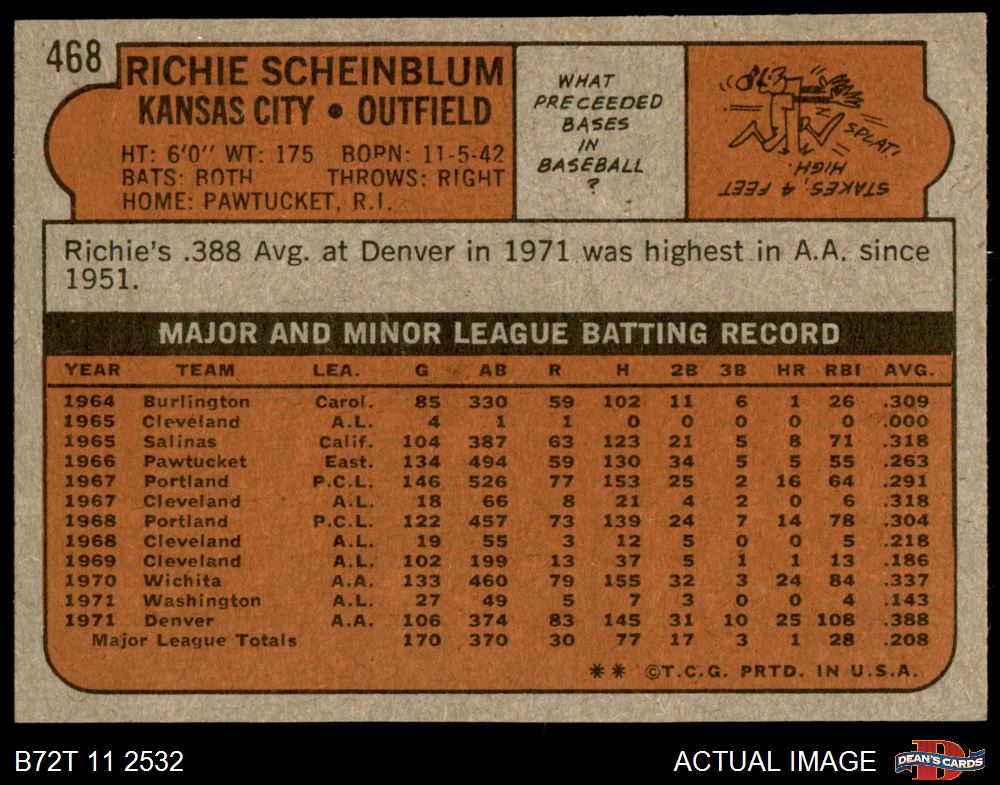 468
RICHIE SCHEINBLUM
KANSAS CITY • OUTFIELD
HT: 6'0" WT: 175 BORN: 11-5-42
BATS: BOTH THROWS: RIGHT
HOME: PAWTUCKET, R.I.
WHAT
PRECEEDED
BASES
IN
BASEBALL
?
STAKES, 4 FEET
HIGH.
SPLAT!
Richie's .388 Avg. at Denver in 1971 was highest in A.A. since
1951.
MAJOR AND MINOR LEAGUE BATTING RECORD
YEAR TEAM LEA. G AB R H 2B 3B HR RBI AVG.
1964 Burlington Carol. 85 330 59 102 11 6 1 26 .309
1965 Cleveland A.L. 4 1 1 0 0 0 0 0 .000
1965 Salinas Calif. 104 387 63 123 21 5 8 71 .318
1966 Pawtucket East. 134 494 59 130 34 5 5 55 .263
1967 Portland P.C.L. 146 526 77 153 25 2 16 64 .291
1967 Cleveland A.L. 18 66 8 21 4 2 0 6 .318
1968 Portland P.C.L. 122 457 73 139 24 7 14 78 .304
1968 Cleveland A.L. 19 55 3 12 5 0 0 5 .218
1969 Cleveland A.L. 102 199 13 37 5 1 1 13 .186
1970 Wichita A.A. 133 460 79 155 32 3 24 84 .337
1971 Washington A.L. 27 49 5 7 3 0 0 4 .143
1971 Denver A.A. 106 374 83 145 31 10 25 108 .388
Major League Totals 170 370 30 77 17 3 1 28 .208
** ©T.C.G. PRTD. IN U.S.A.
B72T 11 2532
ACTUAL IMAGE
DEAN'S CARDS